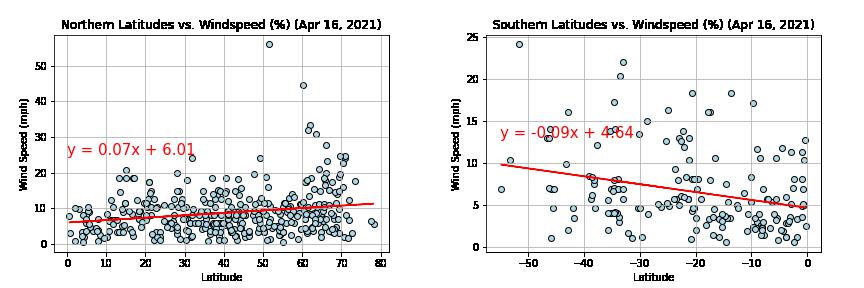 Northern Latitudes vs. Windspeed (%) (Apr 16, 2021)
Wind Speed (mph)
50
40
30
20
10
0
y = 0.07x + 6.01
0 10 20 30 40 50 60 70 80
Latitude
Southern Latitudes vs. Windspeed (%) (Apr 16, 2021)
Wind Speed (mph)
25
20
15
10
5
0
y = -0.09x + 4.64
−50 −40 −30 −20 −10 0
Latitude